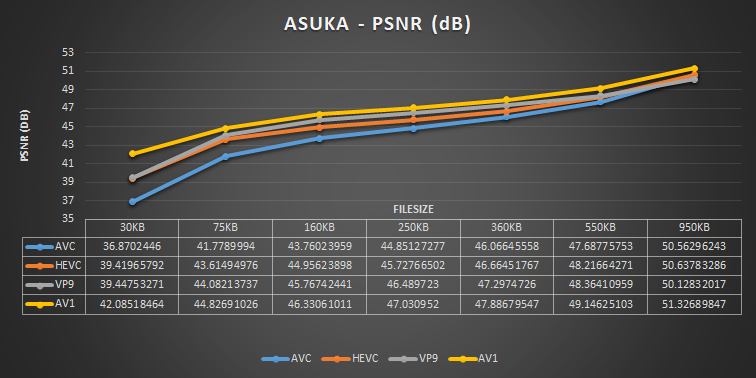 ASUKA - PSNR (dB)
PSNR (DB)
53
51
49
47
45
43
41
39
37
35
FILESIZE
30KB 75KB 160KB 250KB 360KB 550KB 950KB
AVC 36.8702446 41.7789994 43.76023959 44.85127277 46.06645558 47.68775753 50.56296243
HEVC 39.41965792 43.61494976 44.95623898 45.72766502 46.66451767 48.21664271 50.63783286
VP9 39.44753271 44.08213737 45.76742441 46.489723 47.2974726 48.36410959 50.12832017
AV1 42.08518464 44.82691026 46.33061011 47.030952 47.88679547 49.14625103 51.32689847
AVC HEVC VP9 AV1